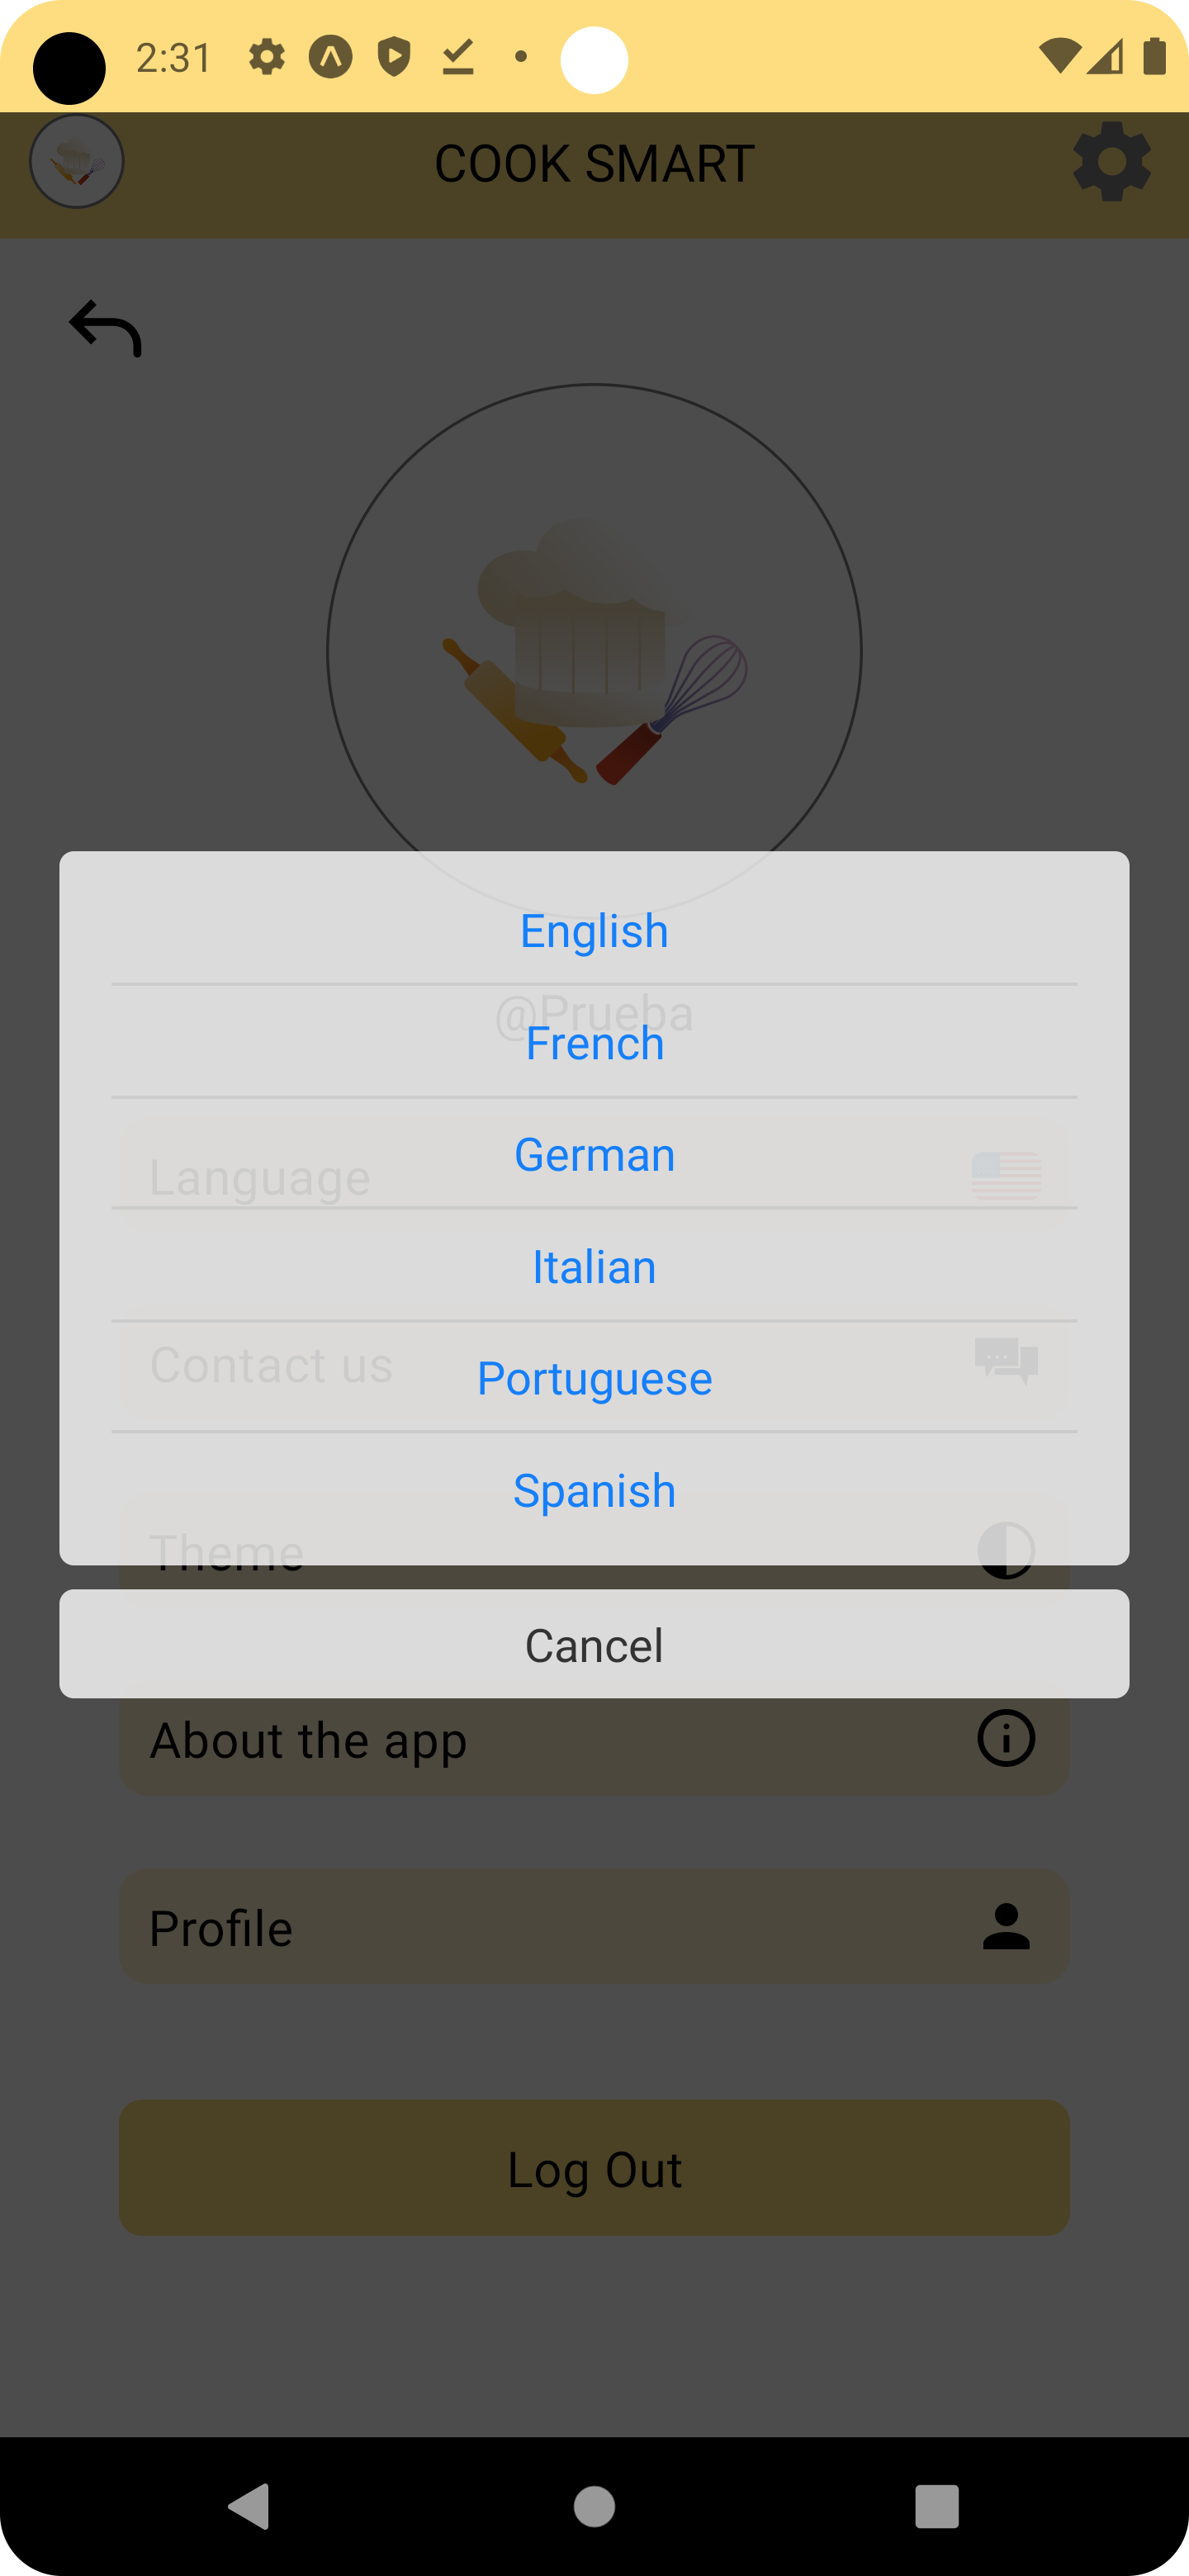 2:31
COOK SMART
English
@Prueba
French
German
Language
Italian
Contact us
Portuguese
Spanish
Theme
Cancel
About the app
Profile
Log Out